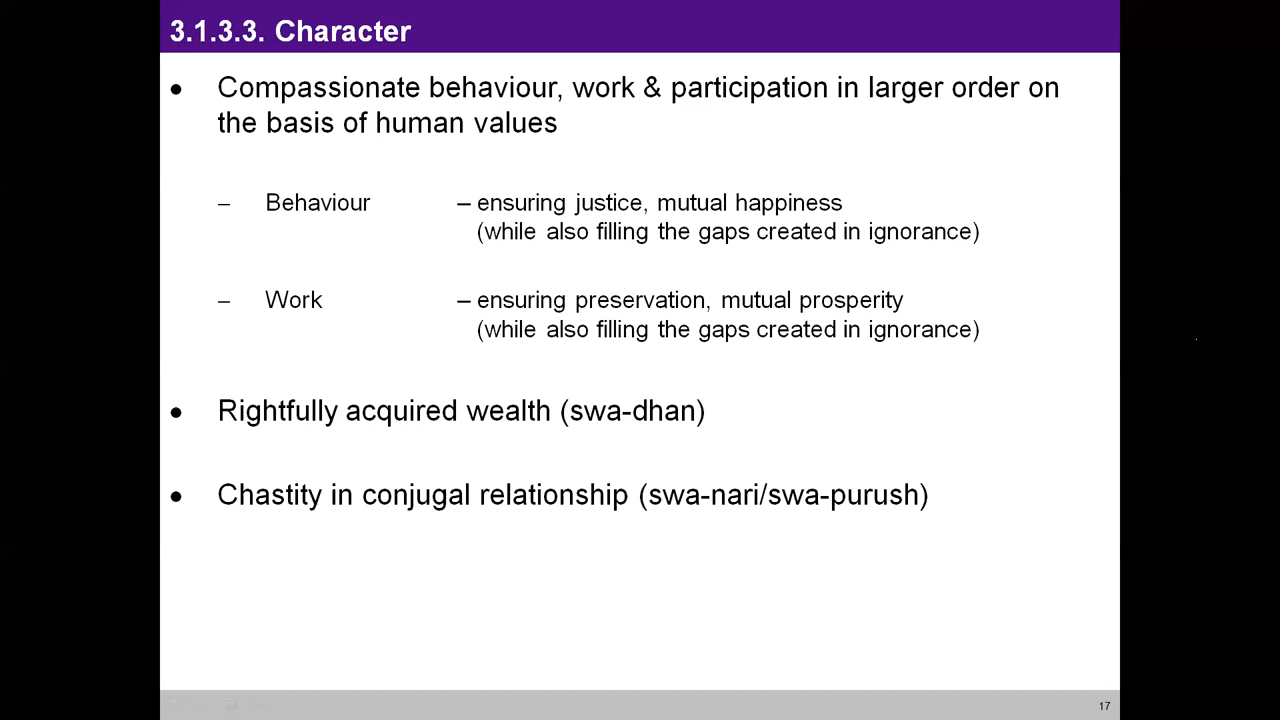 3.1.3.3. Character
• Compassionate behaviour, work & participation in larger order on
the basis of human values
– Behaviour – ensuring justice, mutual happiness
(while also filling the gaps created in ignorance)
– Work – ensuring preservation, mutual prosperity
(while also filling the gaps created in ignorance)
• Rightfully acquired wealth (swa-dhan)
• Chastity in conjugal relationship (swa-nari/swa-purush)
17